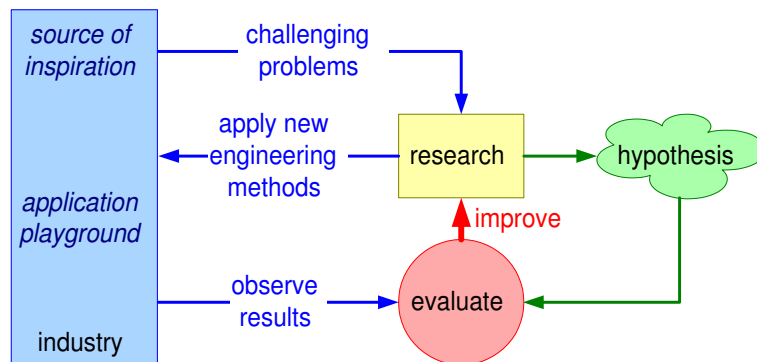 source of
inspiration
challenging
problems
apply new
engineering
methods
research
hypothesis
application
playground
improve
observe
results
evaluate
industry